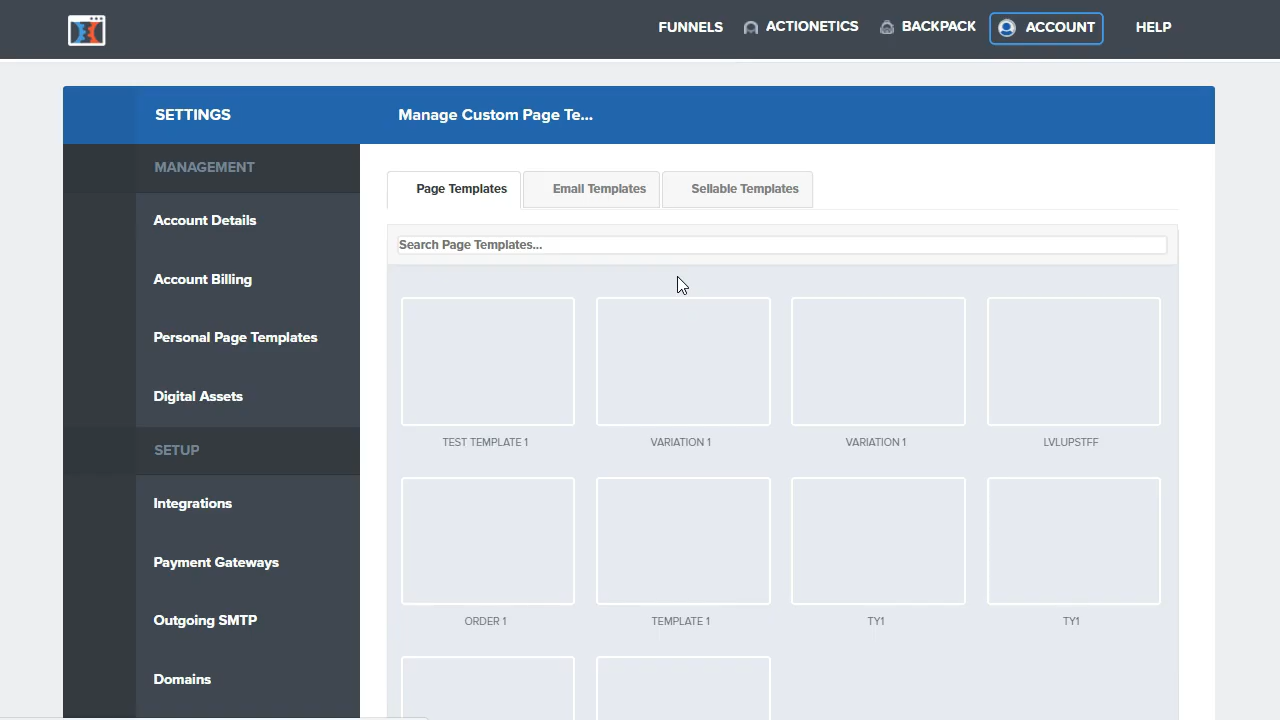 FUNNELS
ACTIONETICS
BACKPACK
ACCOUNT
HELP
SETTINGS
Manage Custom Page Te...
MANAGEMENT
Account Details
Account Billing
Personal Page Templates
Digital Assets
SETUP
Integrations
Payment Gateways
Outgoing SMTP
Domains
Page Templates
Email Templates
Sellable Templates
Search Page Templates...
TEST TEMPLATE 1
VARIATION 1
VARIATION 1
LVLUPSTFF
ORDER 1
TEMPLATE 1
TY1
TY1